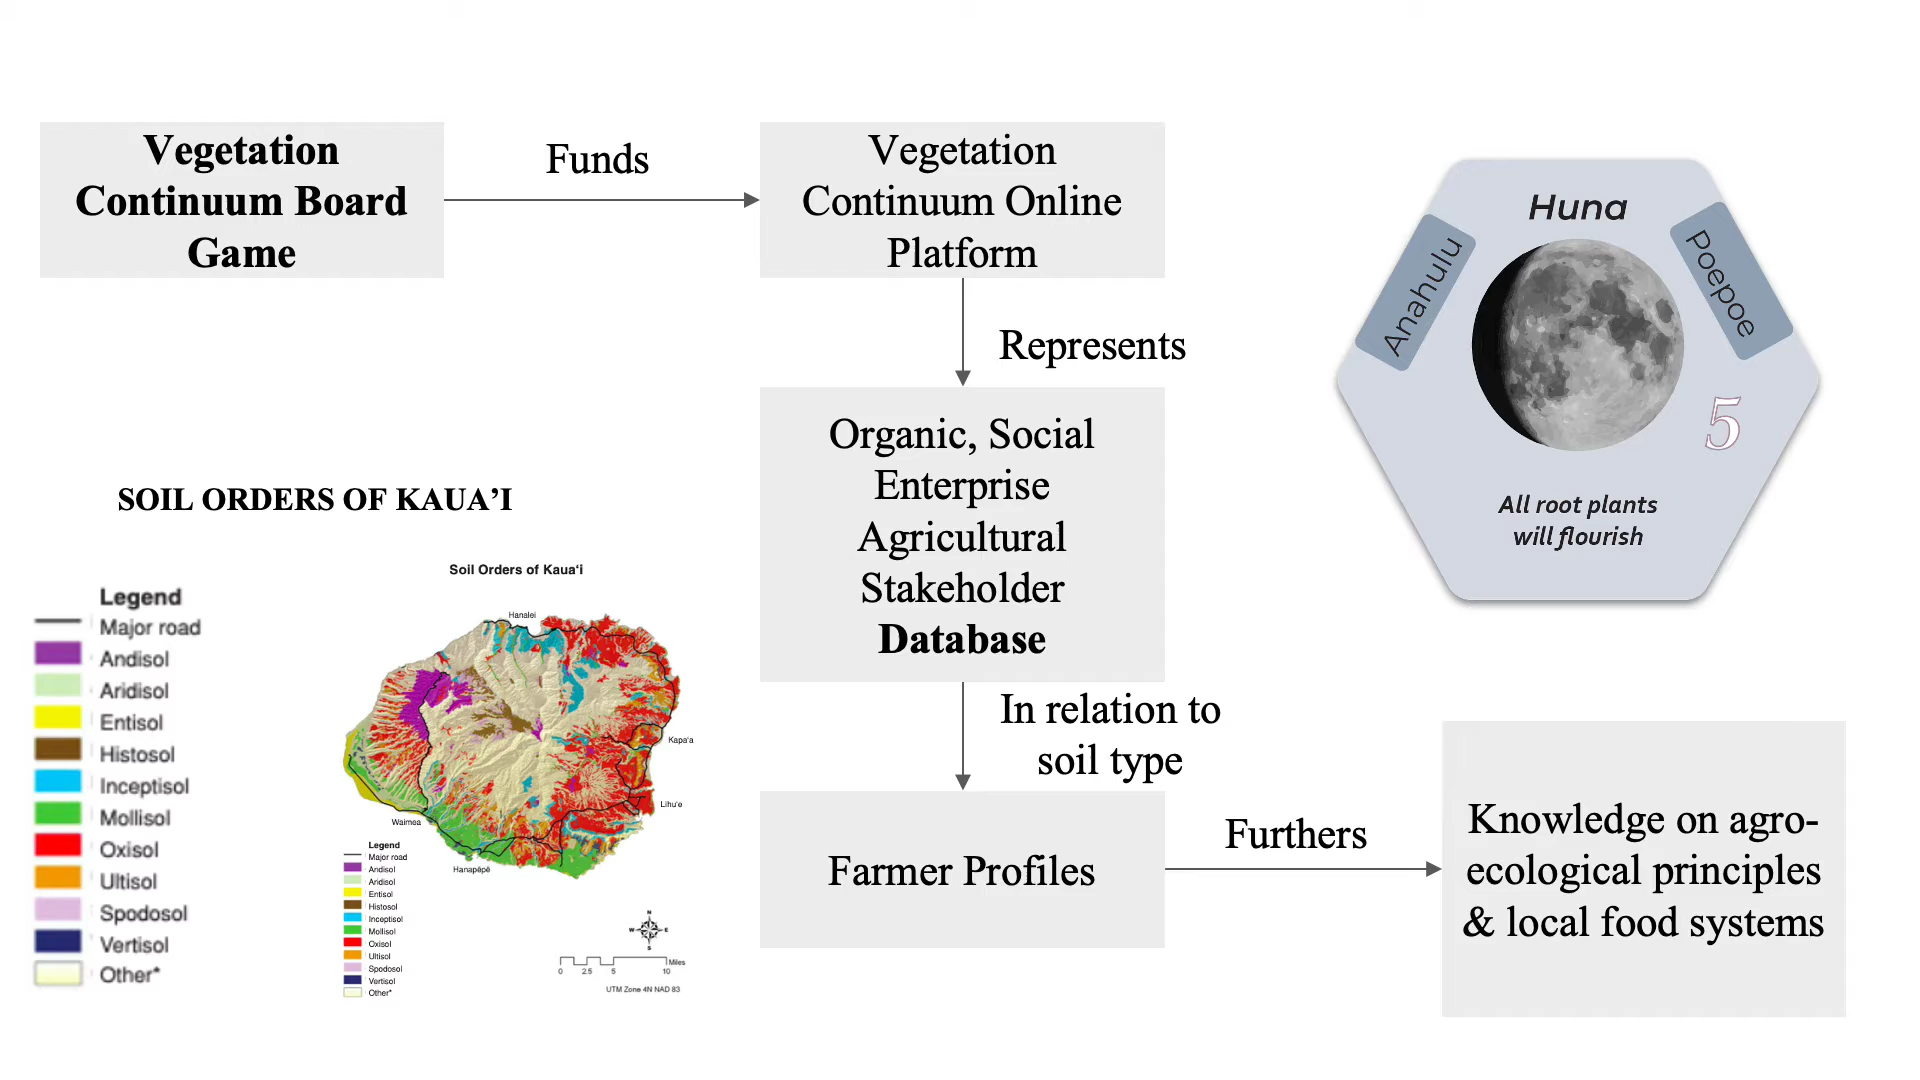 Vegetation
Continuum Board
Game
Funds
Vegetation
Continuum Online
Platform
Represents
Organic, Social
Enterprise
Agricultural
Stakeholder
Database
In relation to
soil type
Farmer Profiles
Furthers
Knowledge on agro-
ecological principles
& local food systems
Huna
Anahulu
Poepoe
5
All root plants
will flourish
SOIL ORDERS OF KAUA’I
Legend
Major road
Andisol
Aridisol
Entisol
Histosol
Inceptisol
Mollisol
Oxisol
Ultisol
Spodosol
Vertisol
Other*
Soil Orders of Kauaʻi
Hanalei
Kapaʻa
Lihuʻe
Waimea
Hanapēpē
Legend
Major road
Andisol
Aridisol
Entisol
Histosol
Inceptisol
Mollisol
Oxisol
Ultisol
Spodosol
Vertisol
Other*
N
W E
S
Miles
0 2.5 5 10
UTM Zone 4N NAD 83